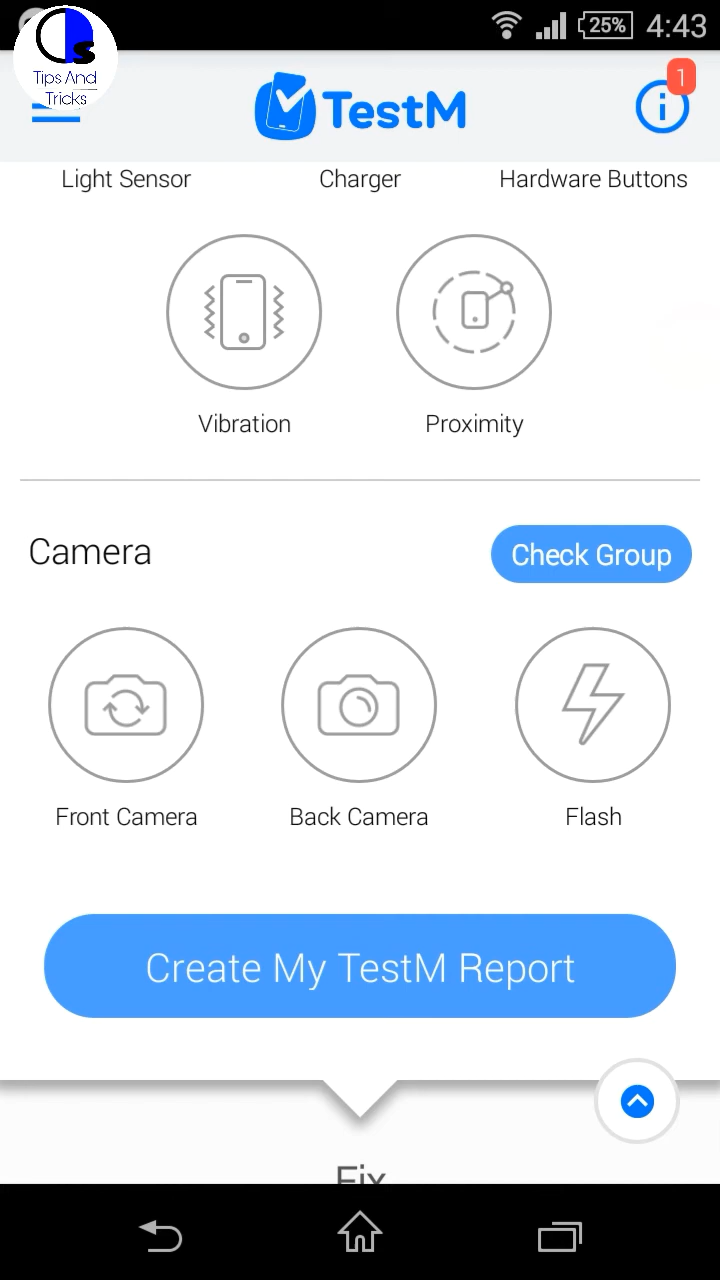 25%
4:43
Tips And
Tricks
TestM
1
Light Sensor
Charger
Hardware Buttons
Vibration
Proximity
Camera
Check Group
Front Camera
Back Camera
Flash
Create My TestM Report
Fix